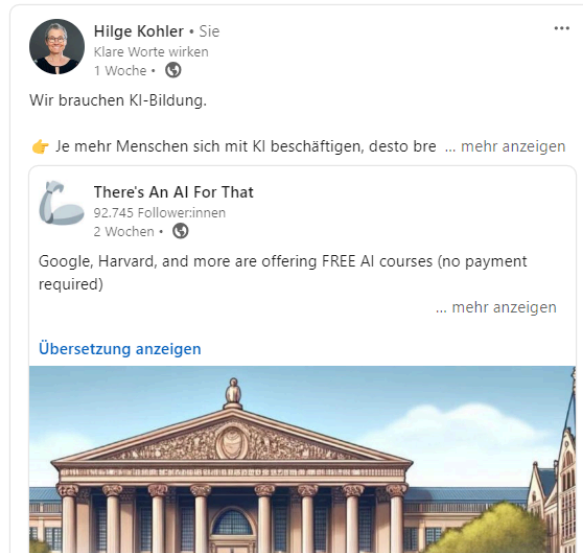 Hilge Kohler • Sie
Klare Worte wirken
1 Woche •
Wir brauchen KI-Bildung.
👉 Je mehr Menschen sich mit KI beschäftigen, desto bre ... mehr anzeigen
There's An AI For That
92.745 Follower:innen
2 Wochen •
Google, Harvard, and more are offering FREE AI courses (no payment
required)
... mehr anzeigen
Übersetzung anzeigen